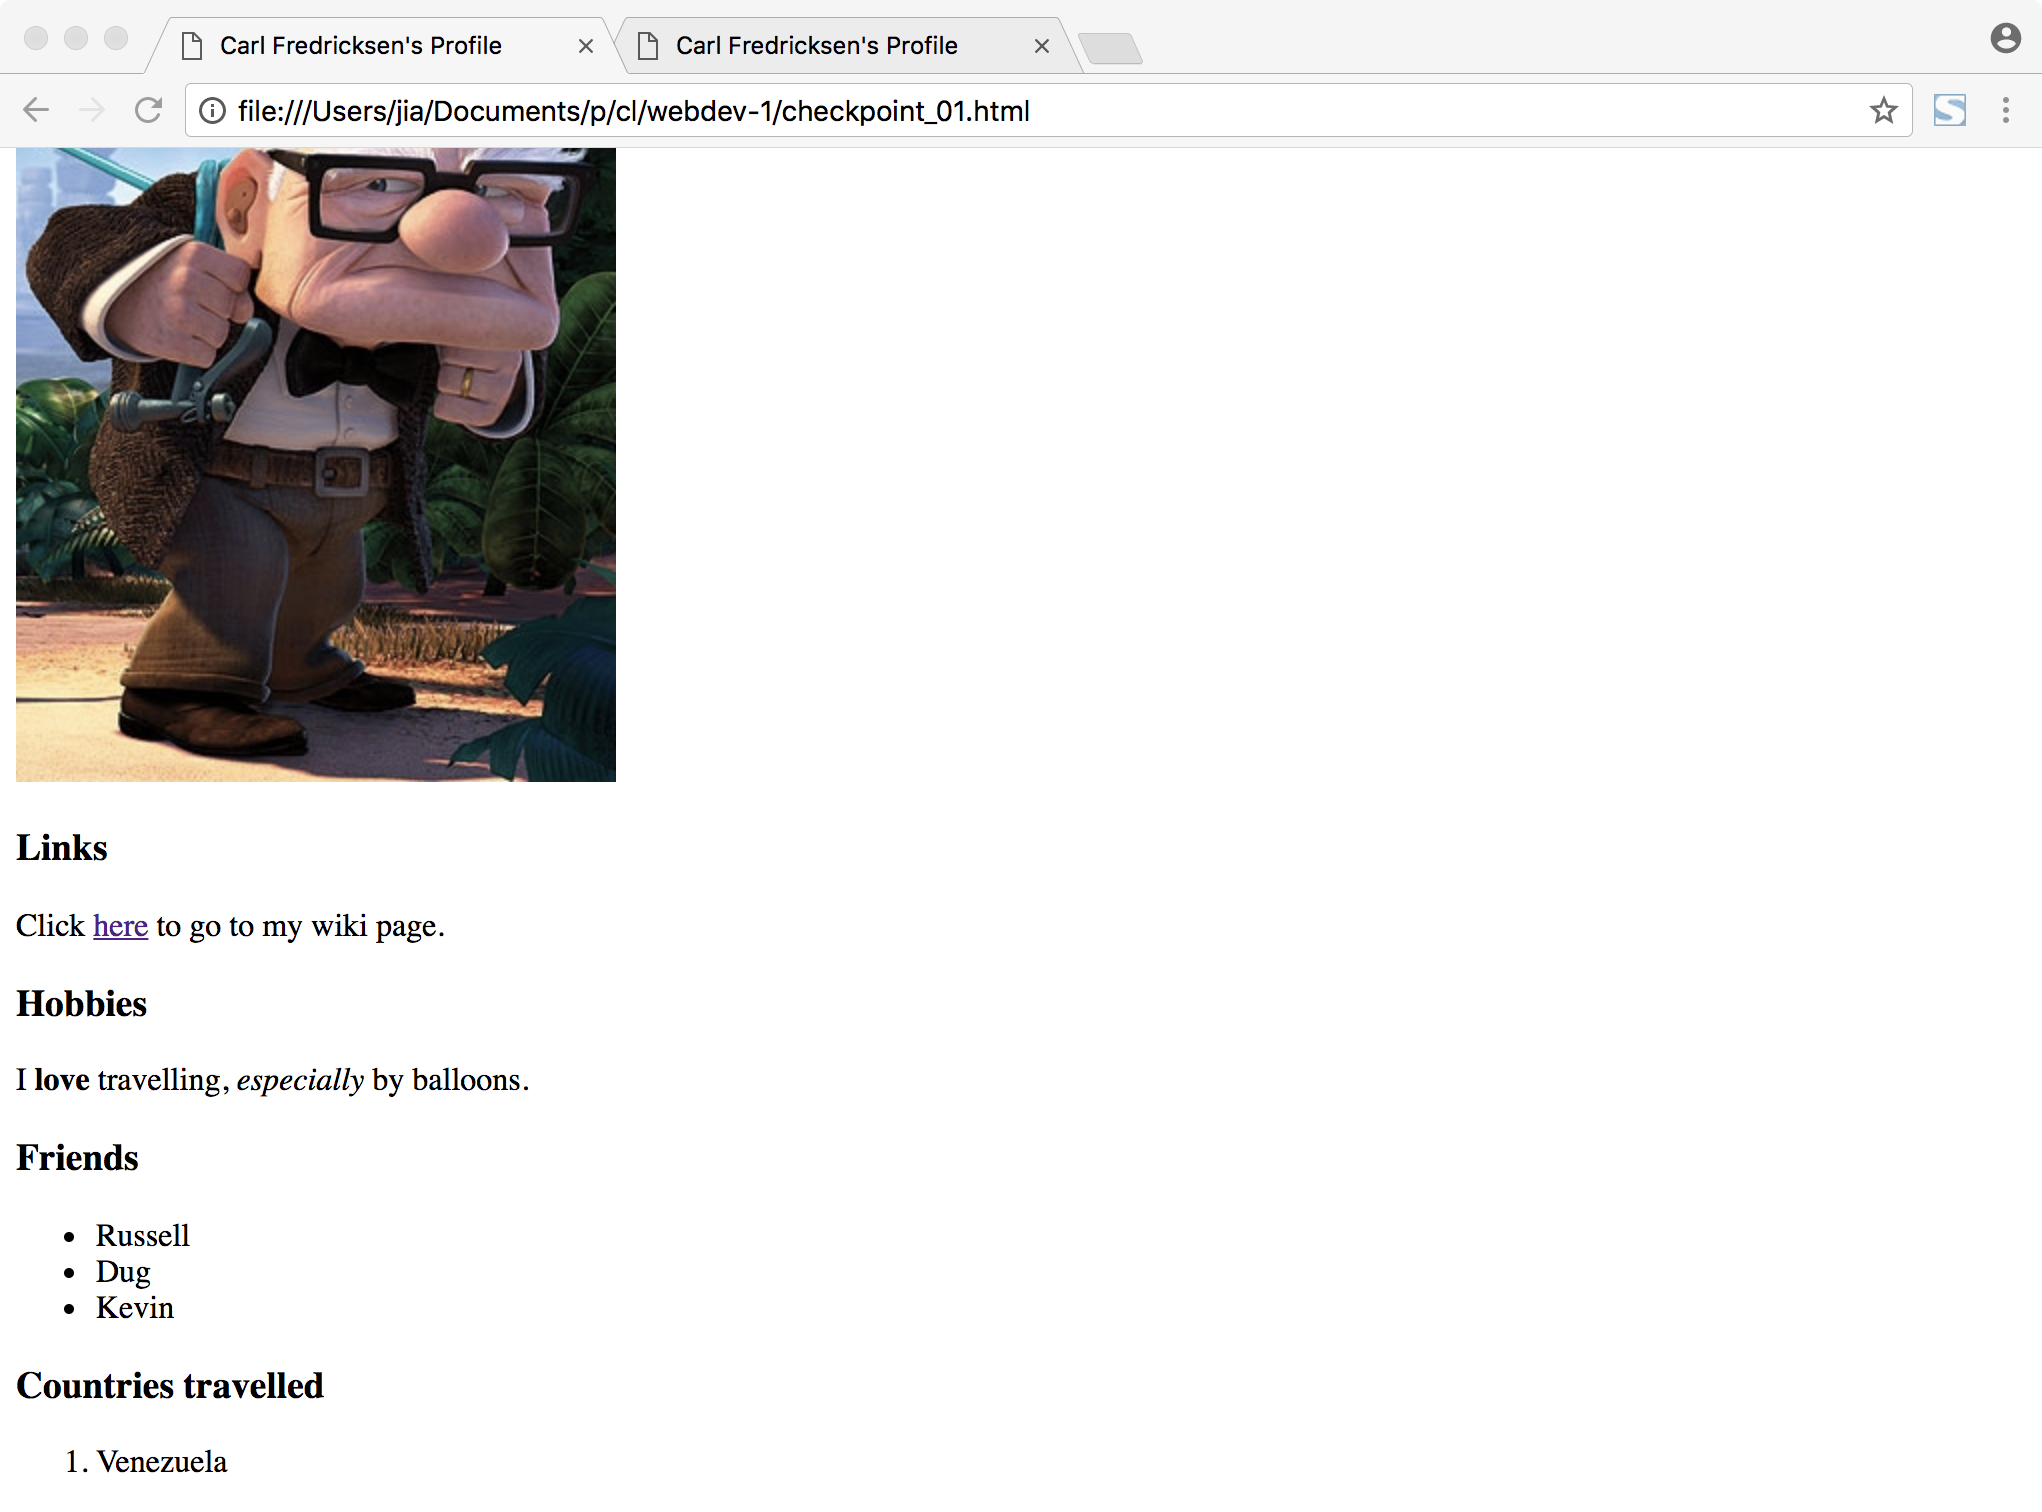 Carl Fredricksen's Profile
Carl Fredricksen's Profile
file:///Users/jia/Documents/p/cl/webdev-1/checkpoint_01.html
Links
Click here to go to my wiki page.
Hobbies
I love travelling, especially by balloons.
Friends
• Russell
• Dug
• Kevin
Countries travelled
1. Venezuela